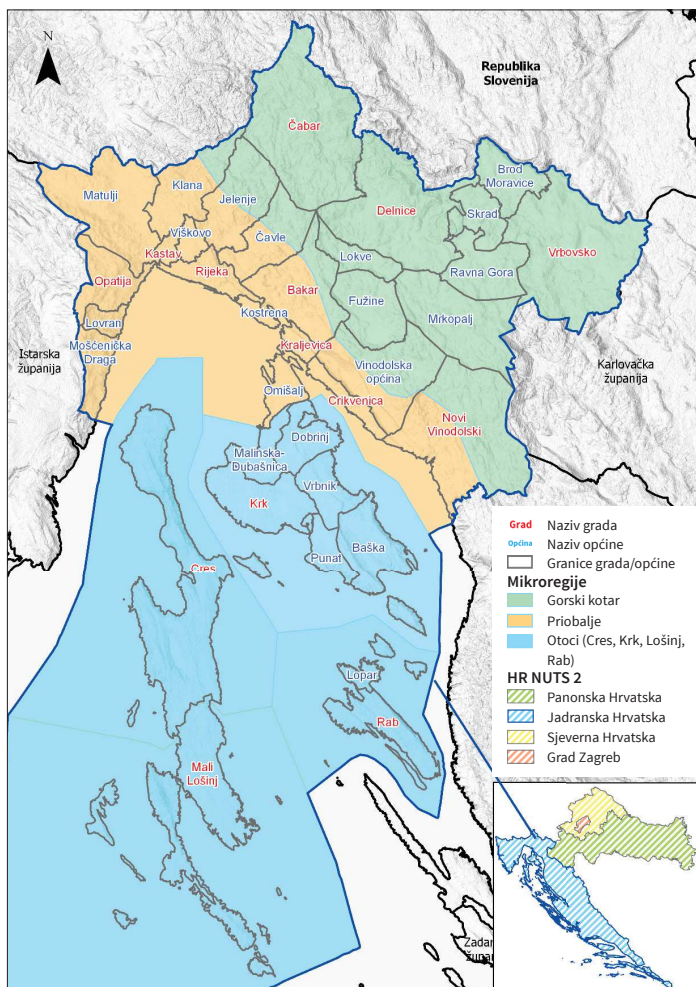 N
Republika
Slovenija
Čabar
Brod
Moravice
Matulji
Klana
Jelenje
Delnice
Skrad
Viškovo
Čavle
Vrbovsko
Kastav
Lokve
Ravna Gora
Opatija
Rijeka
Bakar
Fužine
Lovran
Kostrena
Mrkopalj
Mošćenička
Draga
Istarska
županija
Kraljevica
Vinodolska
općina
Karlovačka
županija
Omišalj
Crikvenica
Novi
Vinodolski
Dobrinj
Malinska-
Dubašnica
Vrbnik
Krk
Punat
Baška
Cres
Lopar
Rab
Mali
Lošinj
Grad Naziv grada
Općina Naziv općine
Granice grada/općine
Mikroregije
Gorski kotar
Priobalje
Otoci (Cres, Krk, Lošinj,
Rab)
HR NUTS 2
Panonska Hrvatska
Jadranska Hrvatska
Sjeverna Hrvatska
Grad Zagreb